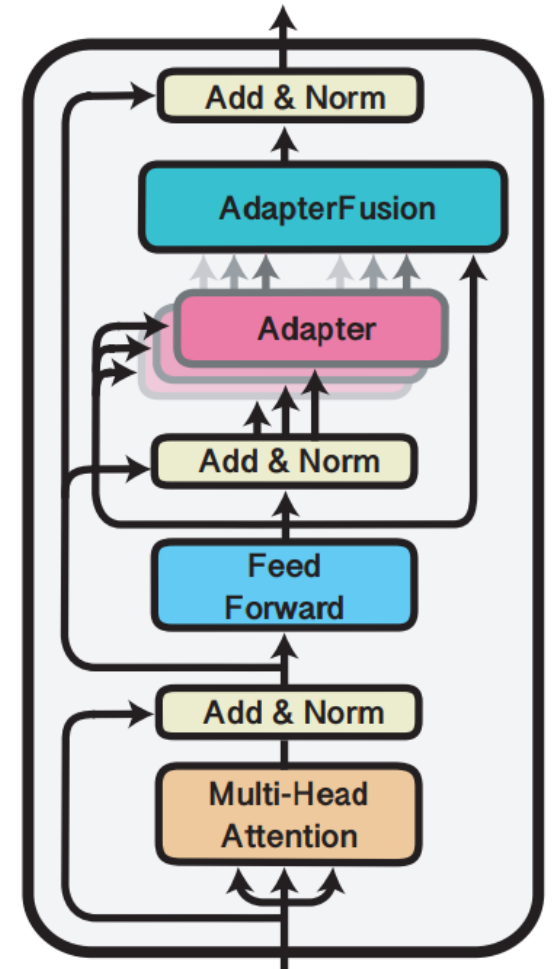 Add & Norm
AdapterFusion
Adapter
Add & Norm
Feed
Forward
Add & Norm
Multi-Head
Attention